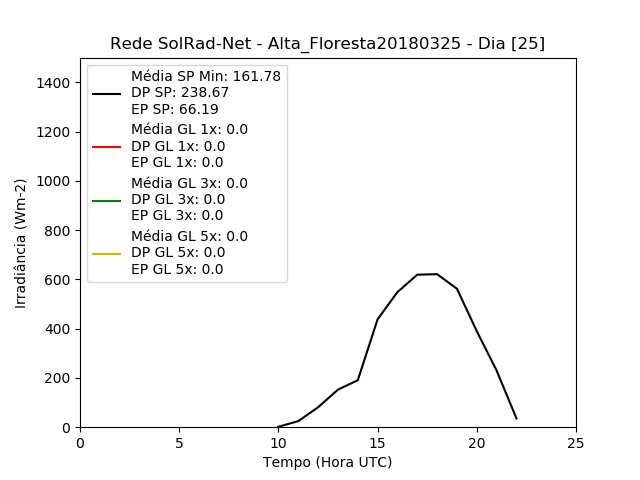 Rede SolRad-Net - Alta_Floresta20180325 - Dia [25]
Média SP Min: 161.78
DP SP: 238.67
EP SP: 66.19
Média GL 1x: 0.0
DP GL 1x: 0.0
EP GL 1x: 0.0
Média GL 3x: 0.0
DP GL 3x: 0.0
EP GL 3x: 0.0
Média GL 5x: 0.0
DP GL 5x: 0.0
EP GL 5x: 0.0
Irradiância (Wm-2)
1400
1200
1000
800
600
400
200
0
0 5 10 15 20 25
Tempo (Hora UTC)